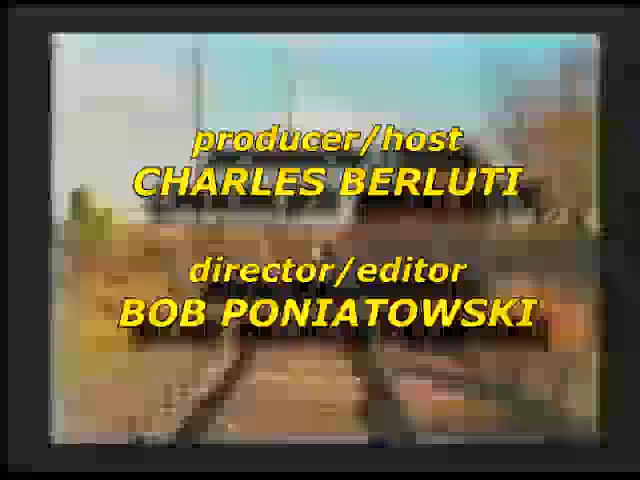 producer/host
CHARLES BERLUTI
director/editor
BOB PONIATOWSKI